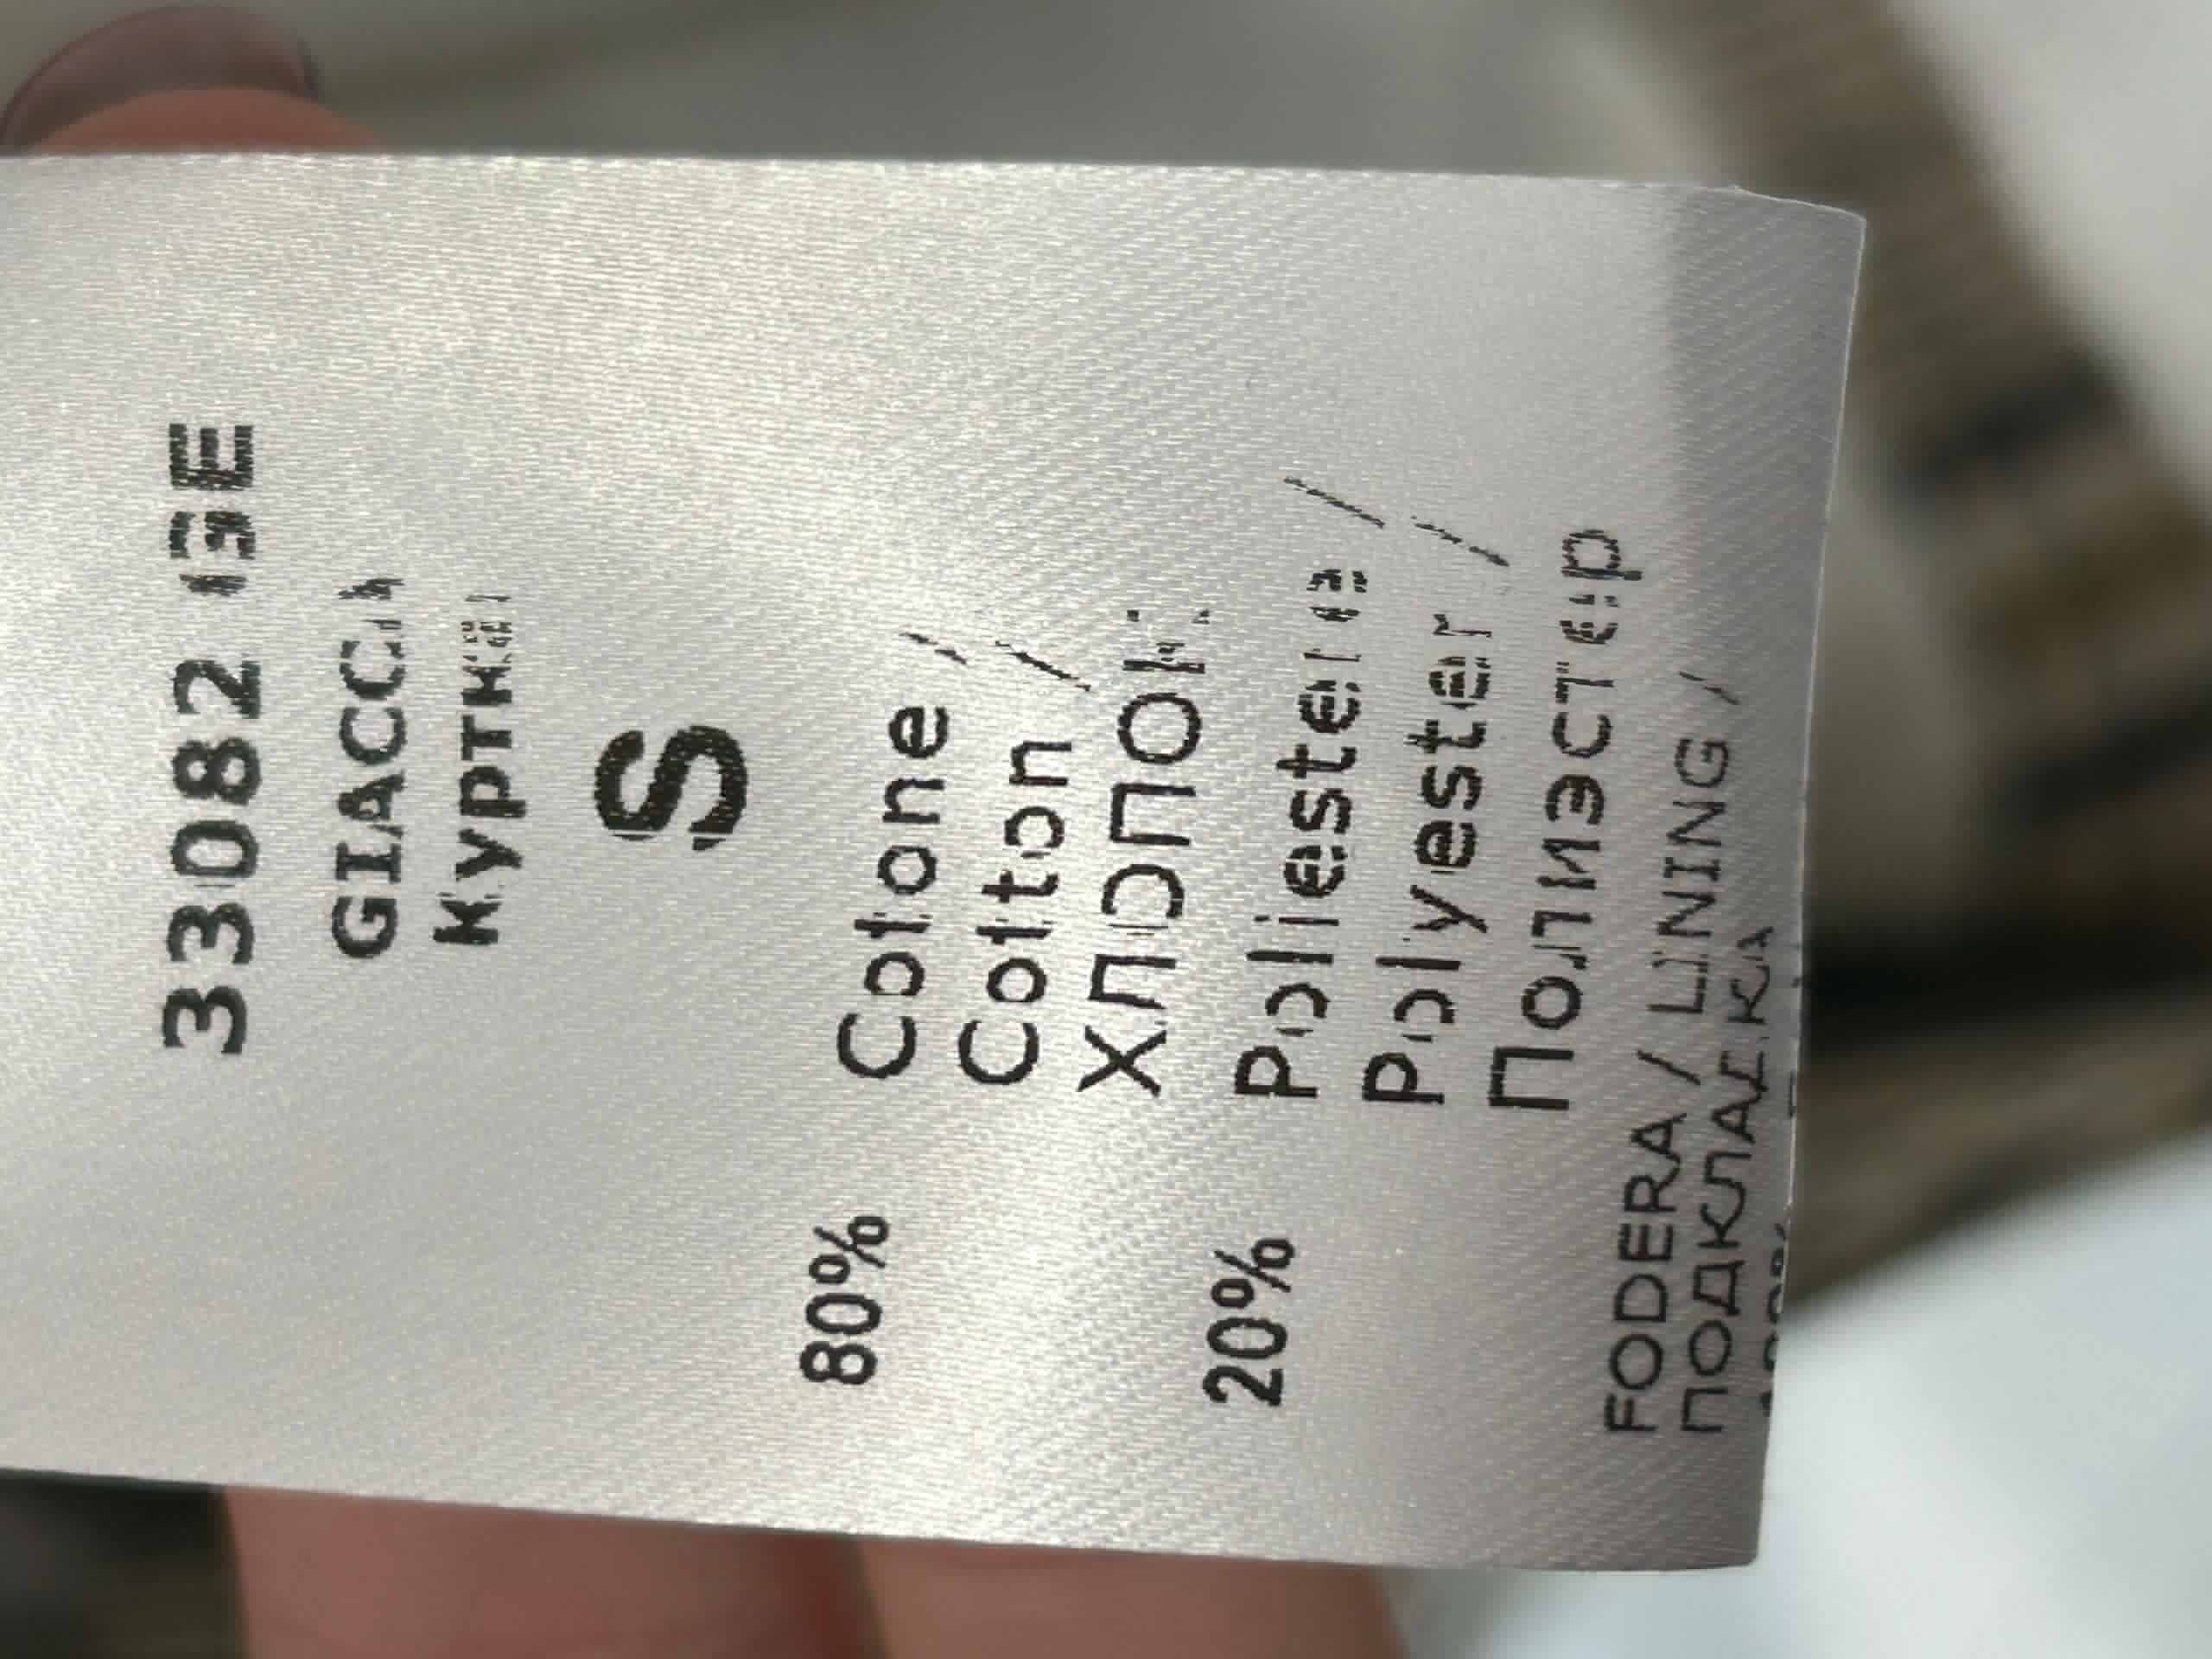 33082
GIACCA
Куртка
S
80% Cotone /
Cotton /
Хлопок
20% Poliestere /
Polyester /
Полиэстер
FODERA / LINING /
ПОДКЛАДКА